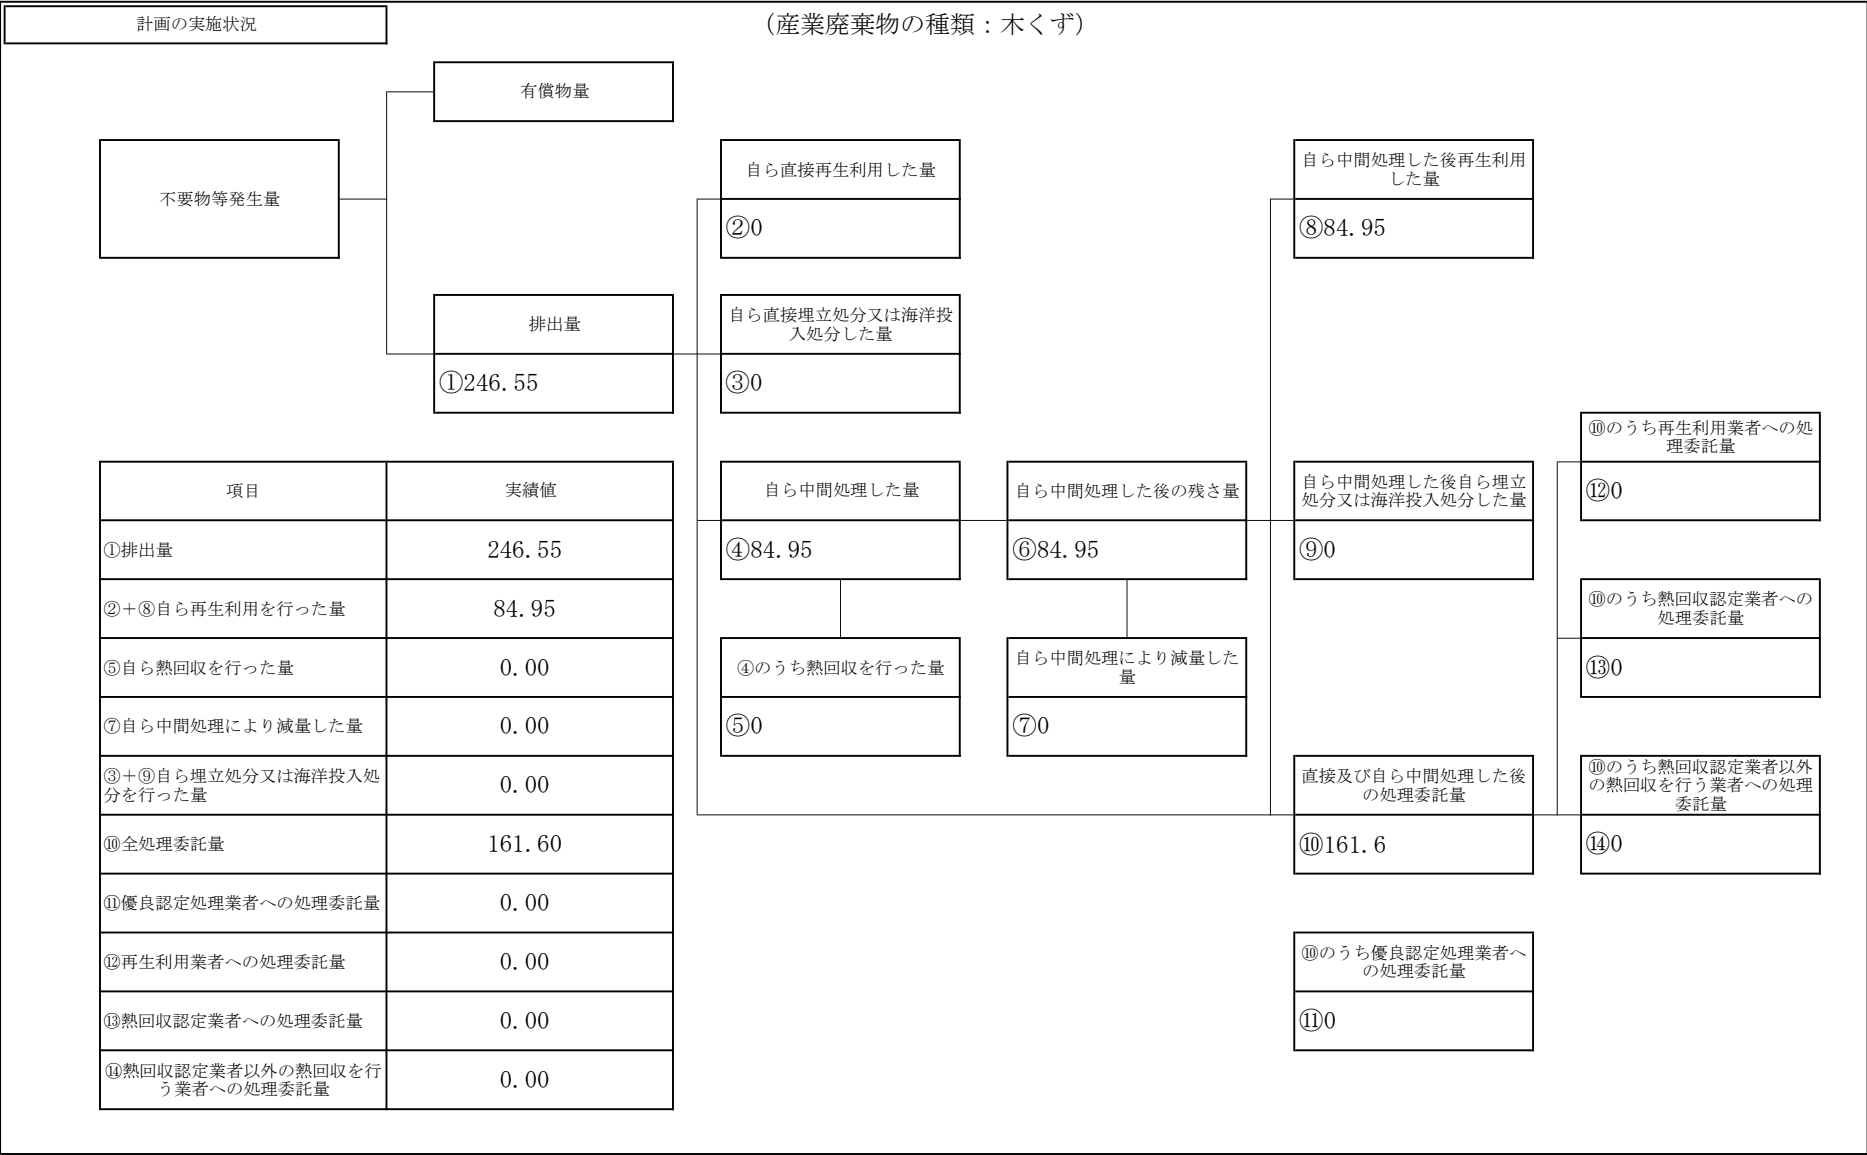 計画の実施状況
（産業廃棄物の種類：木くず）
有償物量
不要物等発生量
排出量
①246.55
自ら直接再生利用した量
②0
自ら直接埋立処分又は海洋投
入処分した量
③0
自ら中間処理した後再生利用
した量
⑧84.95
項目
実績値
①排出量
246.55
②＋⑧自ら再生利用を行った量
84.95
⑤自ら熱回収を行った量
0.00
⑦自ら中間処理により減量した量
0.00
③＋⑨自ら埋立処分又は海洋投入処
分を行った量
0.00
⑩全処理委託量
161.60
⑪優良認定処理業者への処理委託量
0.00
⑫再生利用業者への処理委託量
0.00
⑬熱回収認定業者への処理委託量
0.00
⑭熱回収認定業者以外の熱回収を行
う業者への処理委託量
0.00
自ら中間処理した量
④84.95
④のうち熱回収を行った量
⑤0
自ら中間処理した後の残さ量
⑥84.95
自ら中間処理により減量した
量
⑦0
自ら中間処理した後自ら埋立
処分又は海洋投入処分した量
⑨0
直接及び自ら中間処理した後
の処理委託量
⑩161.6
⑩のうち優良認定処理業者へ
の処理委託量
⑪0
⑩のうち再生利用業者への処
理委託量
⑫0
⑩のうち熱回収認定業者への
処理委託量
⑬0
⑩のうち熱回収認定業者以外
の熱回収を行う業者への処理
委託量
⑭0